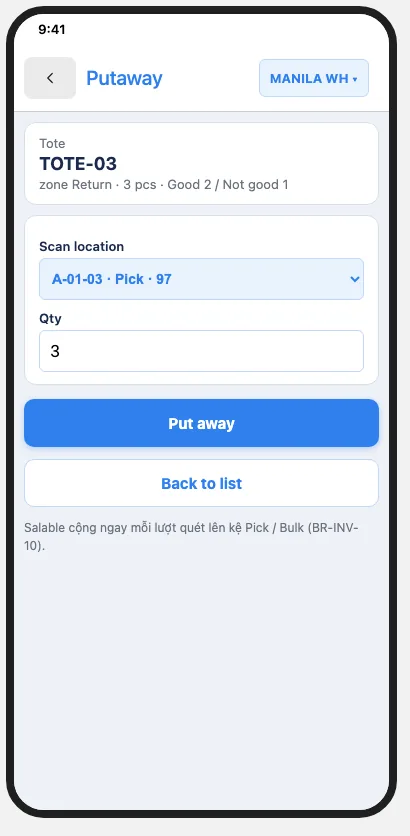 9:41
Putaway
MANILA WH ▾
Tote
TOTE-03
zone Return · 3 pcs · Good 2 / Not good 1
Scan location
A-01-03 · Pick · 97
Qty
3
Put away
Back to list
Salable cộng ngay mỗi lượt quét lên kệ Pick / Bulk (BR-INV-
10).